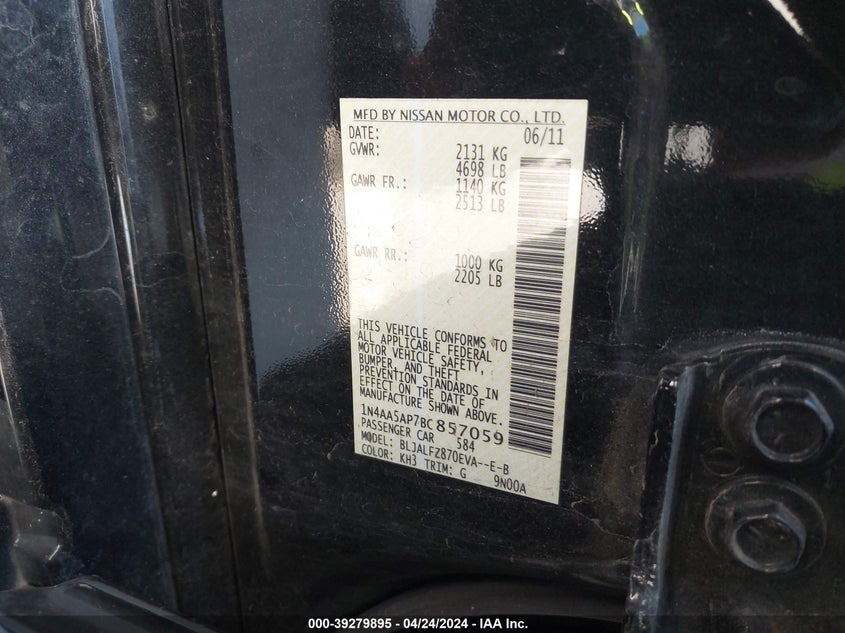 MFD BY NISSAN MOTOR CO., LTD.
DATE: 06/11
GVWR: 2131 KG
4698 LB
GAWR FR.: 1140 KG
2513 LB
GAWR RR.: 1000 KG
2205 LB
THIS VEHICLE CONFORMS TO
ALL APPLICABLE FEDERAL
MOTOR VEHICLE SAFETY,
BUMPER, AND THEFT
PREVENTION STANDARDS IN
EFFECT ON THE DATE OF
MANUFACTURE SHOWN ABOVE.
1N4AA5AP7BC857059
PASSENGER CAR 584
MODEL: BLJALFZ870EVA--E-B
COLOR: KH3 TRIM: G 9N00A
000-39279895 - 04/24/2024 - IAA Inc.